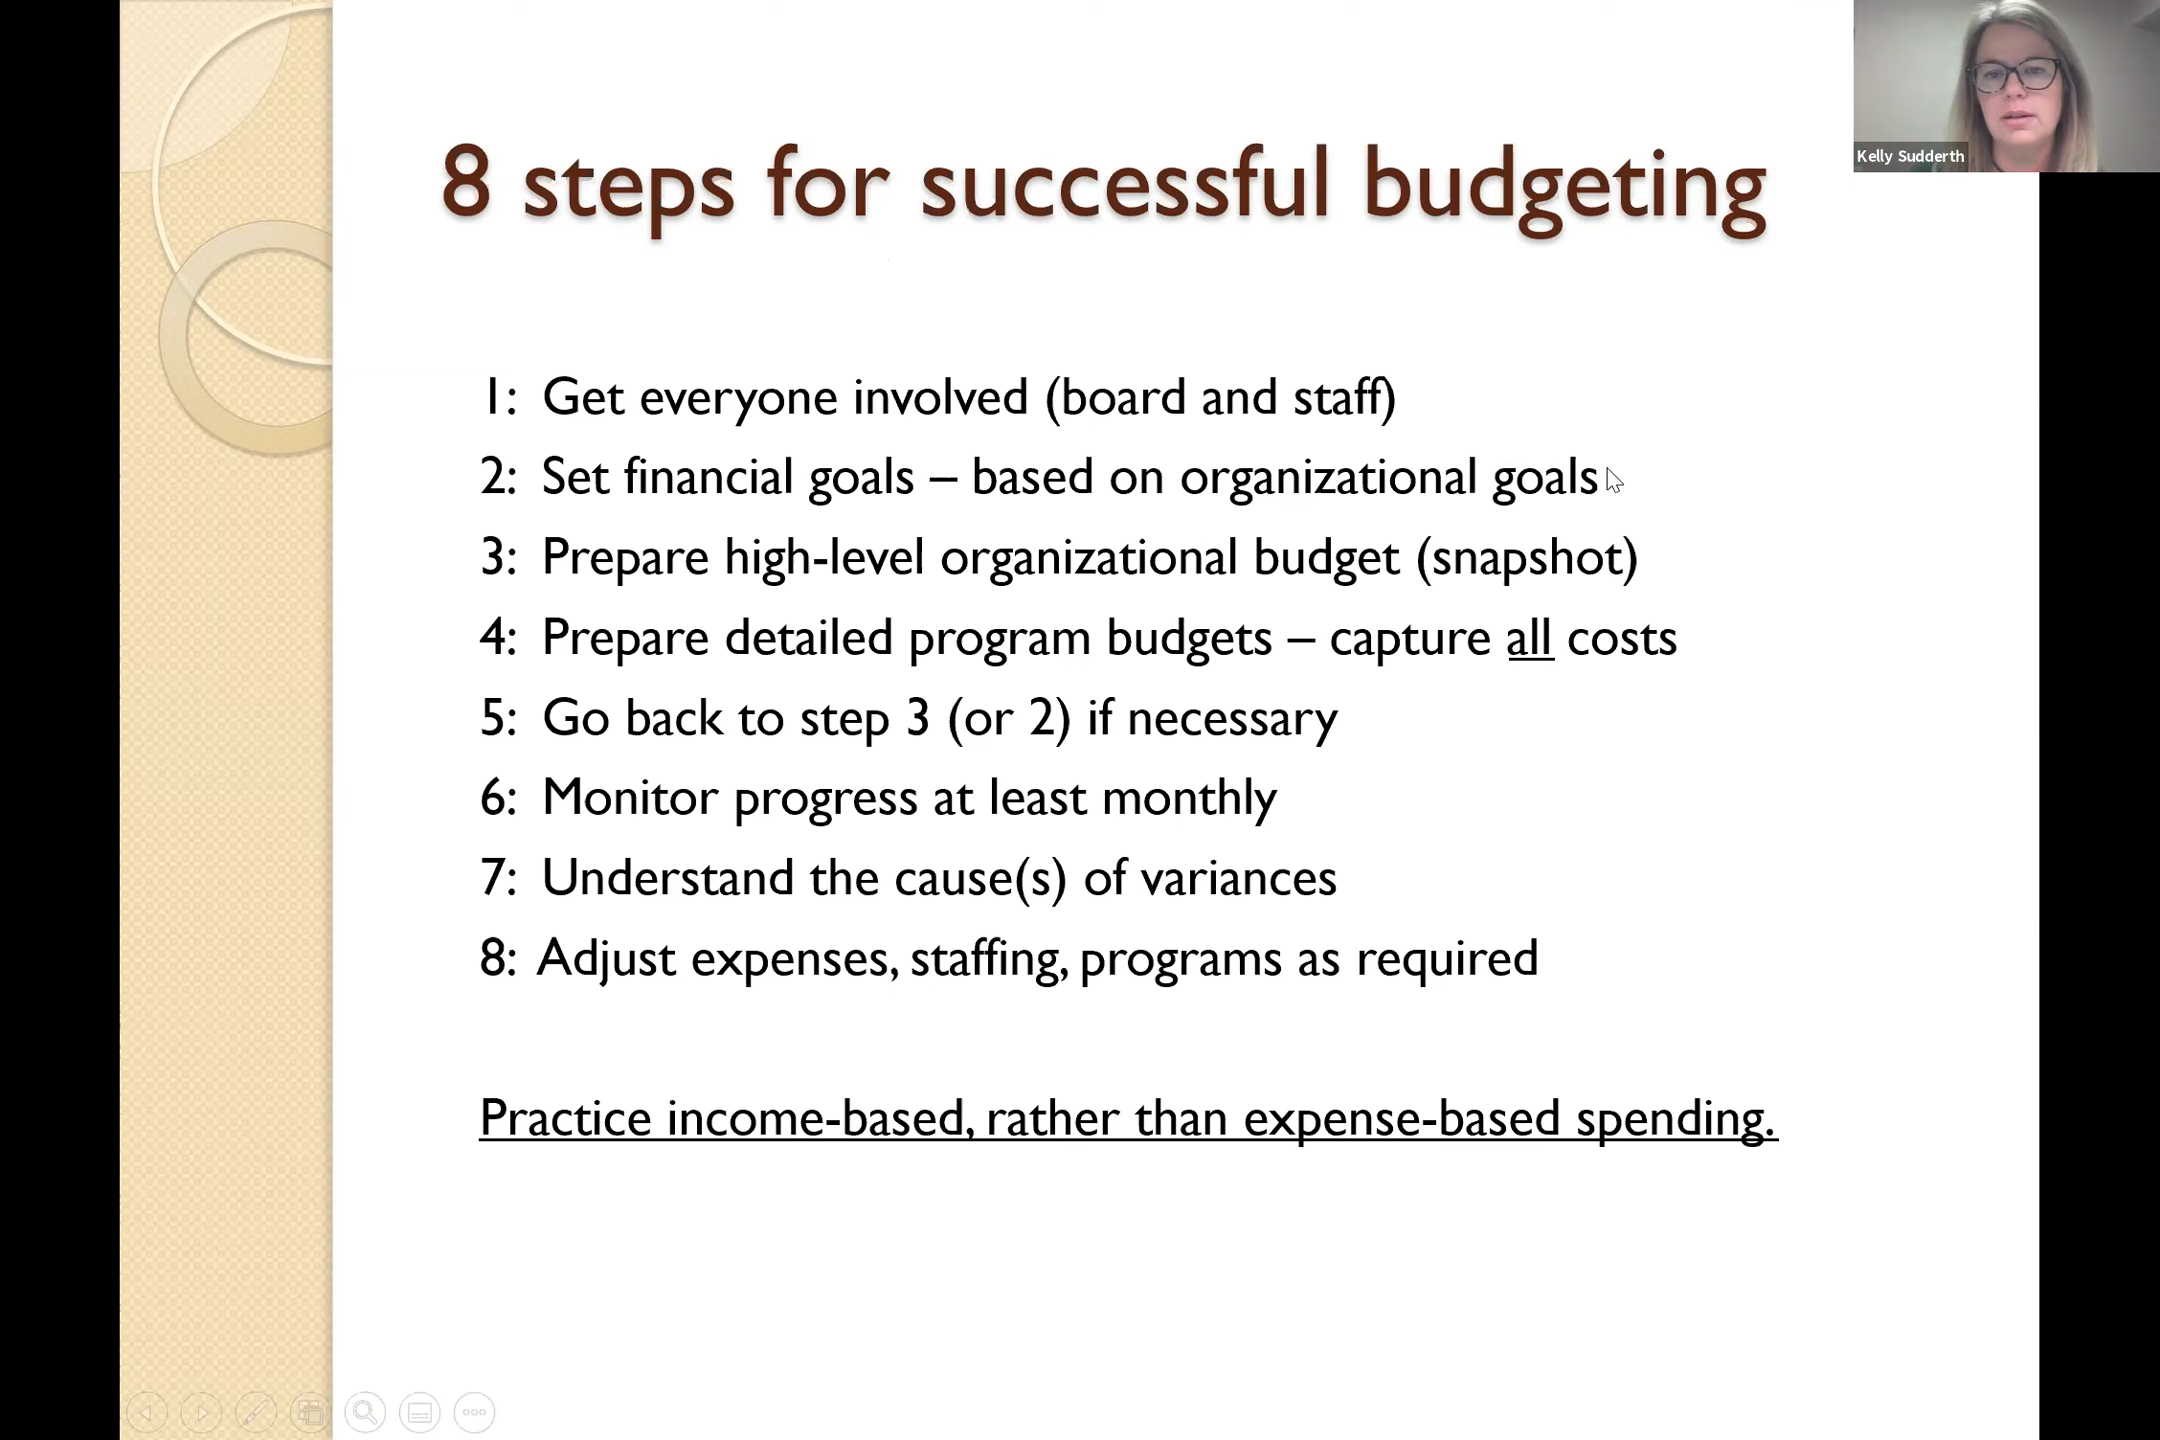 8 steps for successful budgeting
Kelly Sudderth
1: Get everyone involved (board and staff)
2: Set financial goals – based on organizational goals
3: Prepare high-level organizational budget (snapshot)
4: Prepare detailed program budgets – capture all costs
5: Go back to step 3 (or 2) if necessary
6: Monitor progress at least monthly
7: Understand the cause(s) of variances
8: Adjust expenses, staffing, programs as required
Practice income-based, rather than expense-based spending.